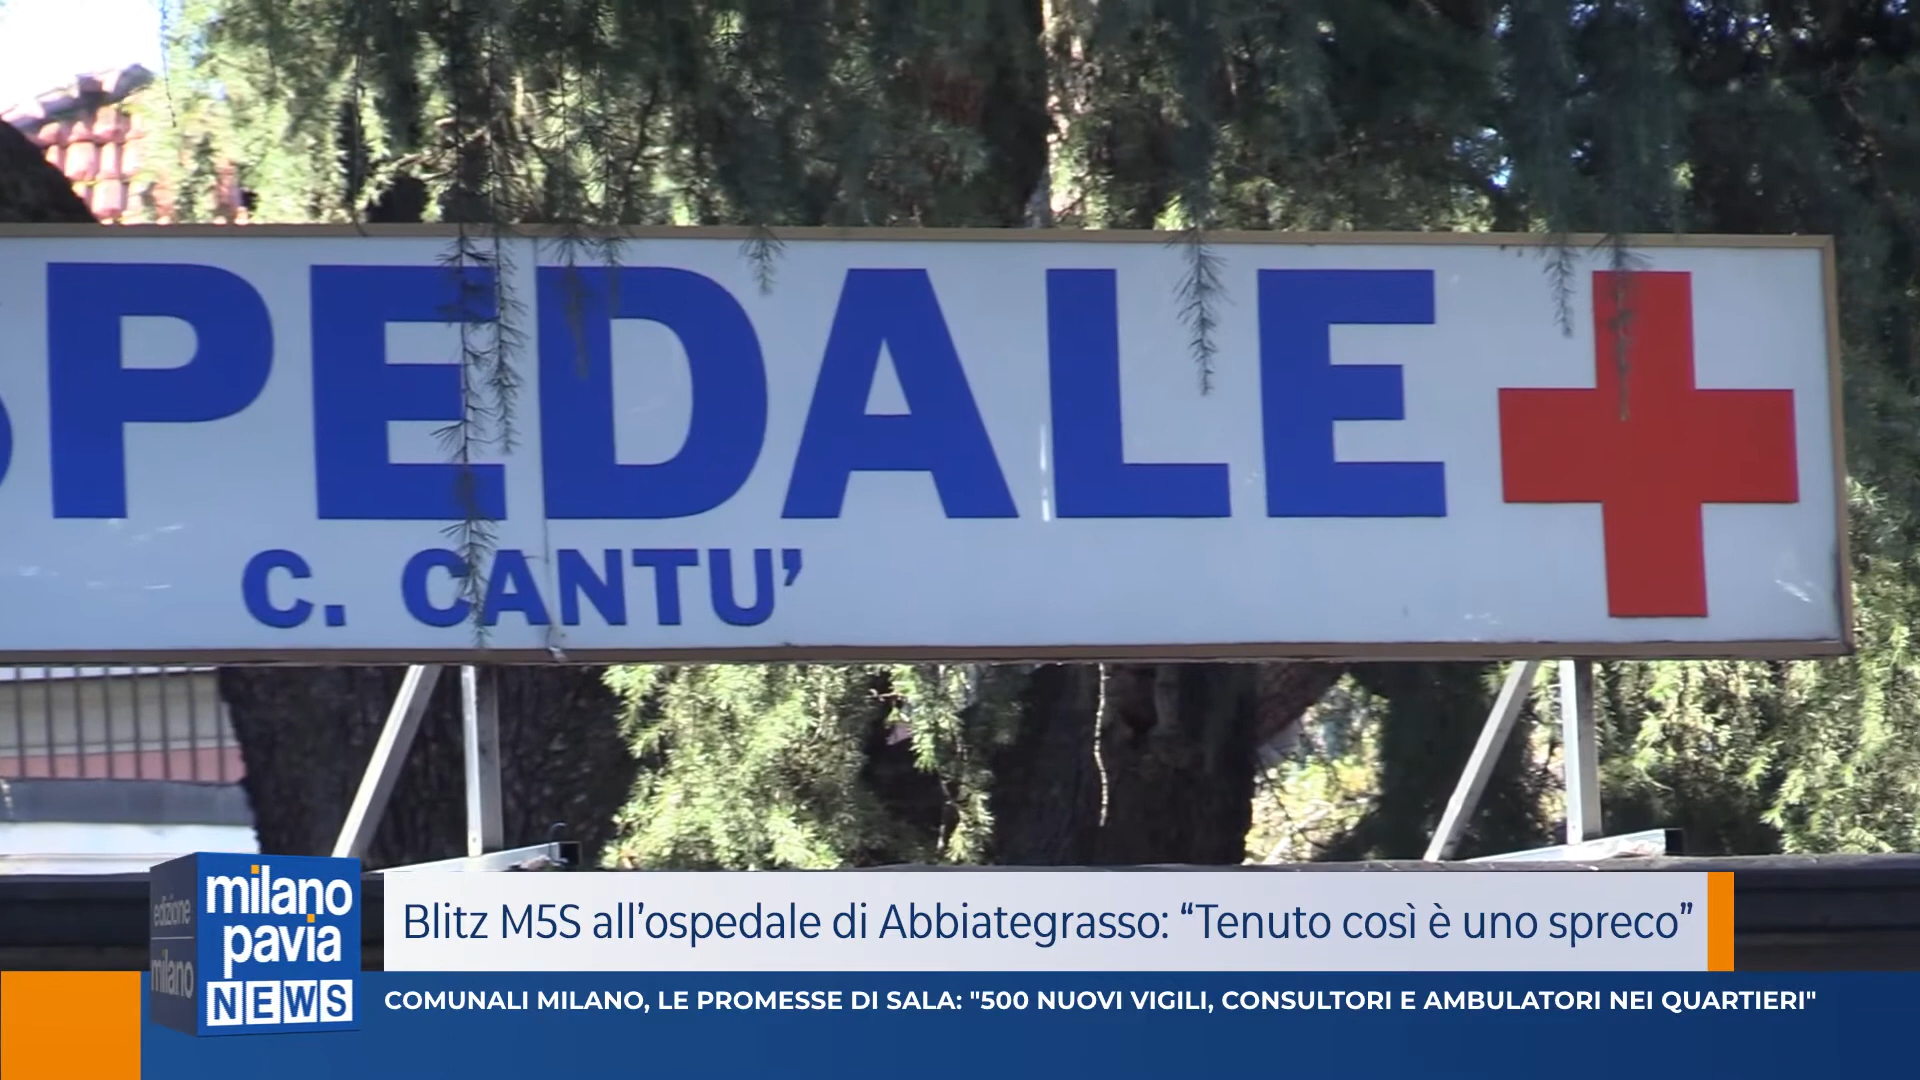 SPEDALE
C. CANTU'
edizione
milano
milano
pavia
NEWS
Blitz M5S all'ospedale di Abbiategrasso: “Tenuto così è uno spreco”
COMUNALI MILANO, LE PROMESSE DI SALA: "500 NUOVI VIGILI, CONSULTORI E AMBULATORI NEI QUARTIERI"